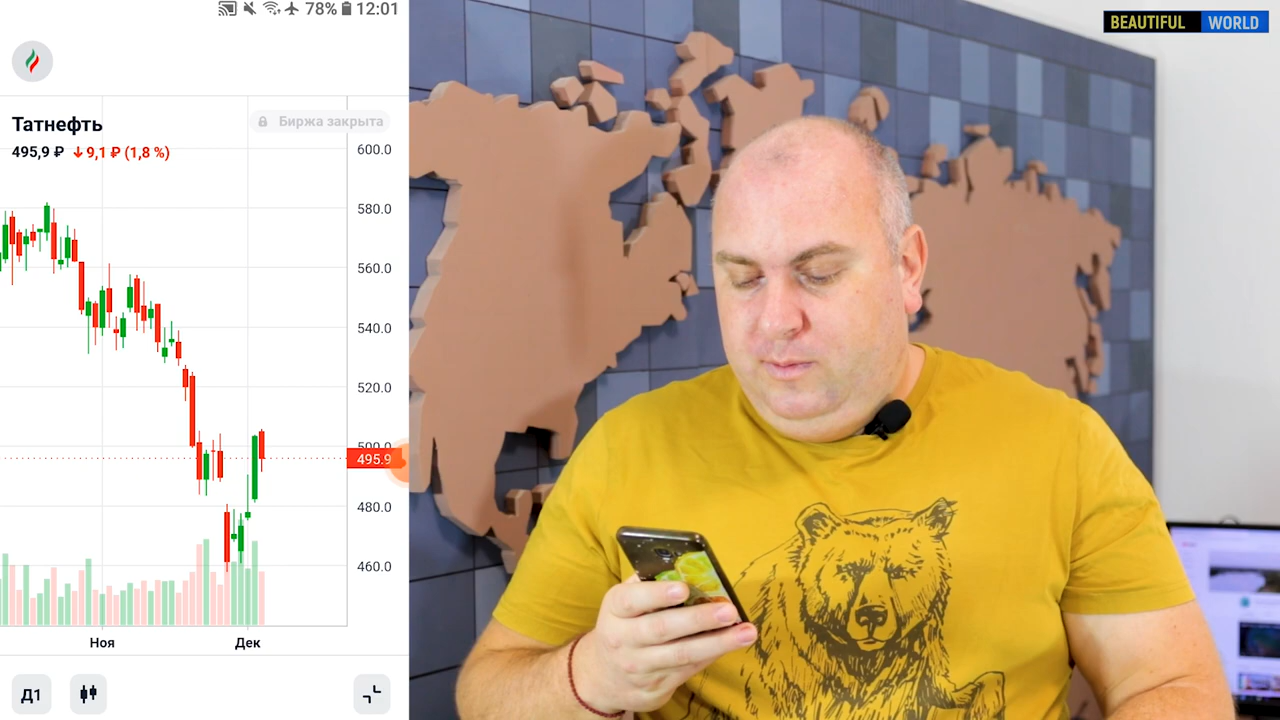 78% 12:01
BEAUTIFUL WORLD
Татнефть
Биржа закрыта
495,9 ₽ ↓ 9,1 ₽ (1,8 %)
600.0
580.0
560.0
540.0
520.0
495.9
480.0
460.0
Ноя Дек
Д1